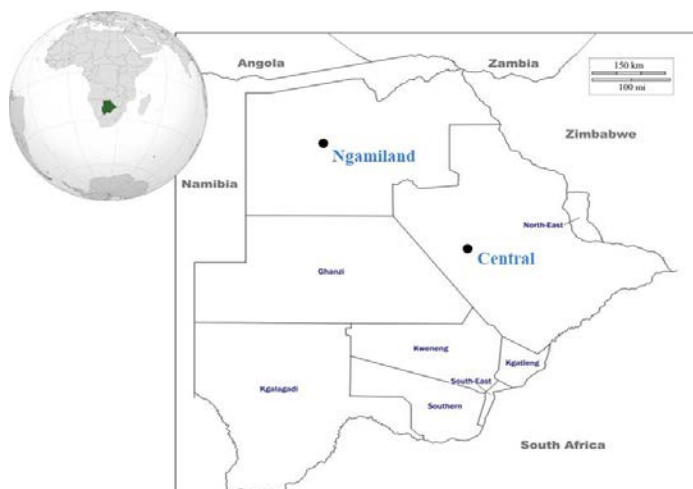 Angola
Zambia
150 km
100 mi
Zimbabwe
Ngamiland
Namibia
North-East
Central
Ghanzi
Kweneng
Kgatleng
South-East
Kgalagadi
Southern
South Africa